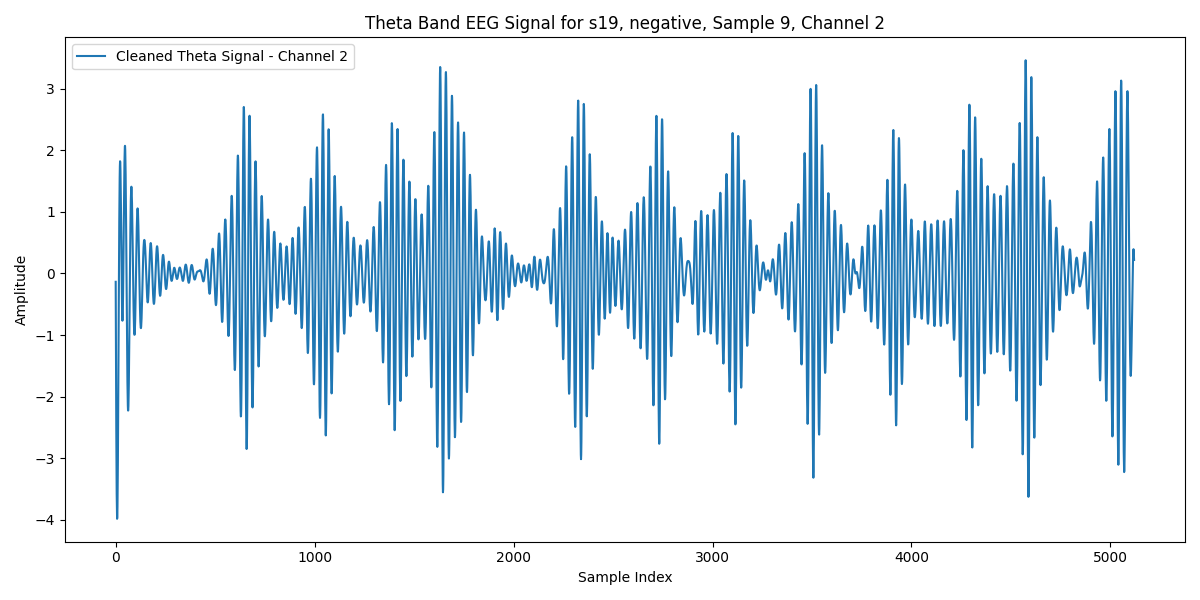 Theta Band EEG Signal for s19, negative, Sample 9, Channel 2
Cleaned Theta Signal - Channel 2
Amplitude
3
2
1
0
−1
−2
−3
−4
0 1000 2000 3000 4000 5000
Sample Index